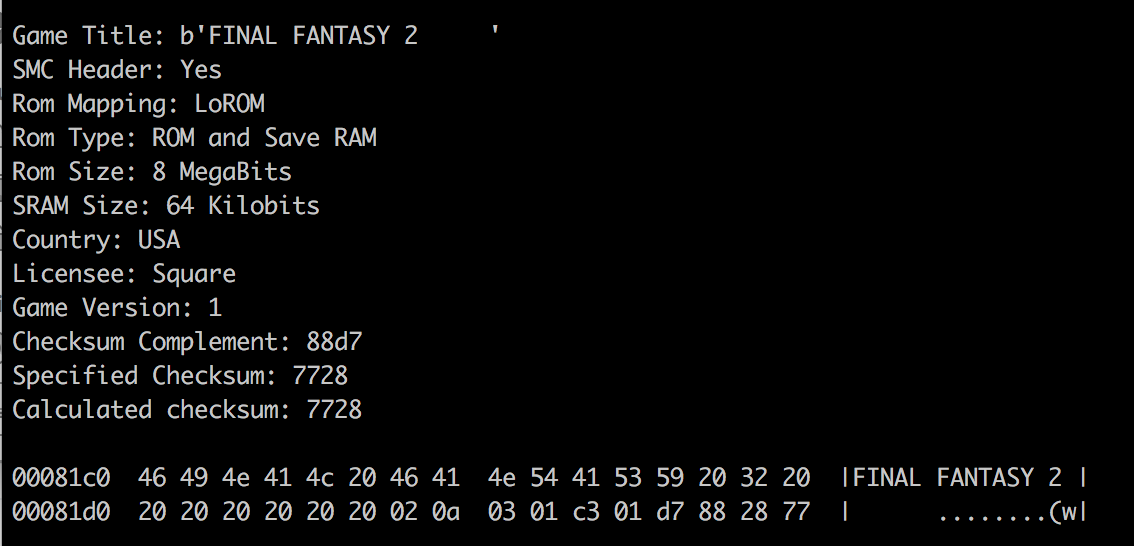 Game Title: b'FINAL FANTASY 2      '
SMC Header: Yes
Rom Mapping: LoROM
Rom Type: ROM and Save RAM
Rom Size: 8 MegaBits
SRAM Size: 64 Kilobits
Country: USA
Licensee: Square
Game Version: 1
Checksum Complement: 88d7
Specified Checksum: 7728
Calculated checksum: 7728
00081c0  46 49 4e 41 4c 20 46 41  4e 54 41 53 59 20 32 20  |FINAL FANTASY 2 |
00081d0  20 20 20 20 20 20 02 0a  03 01 c3 01 d7 88 28 77  |      ........(w|